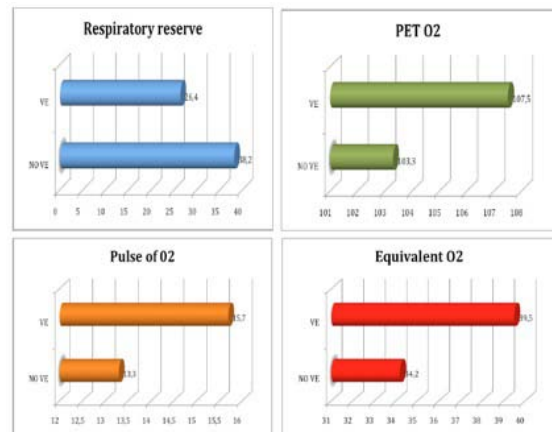 Respiratory reserve
VE
26,4
NO VE
38,2
0 5 10 15 20 25 30 35 40
PET O2
VE
107,5
NO VE
103,3
101 102 103 104 105 106 107 108
Pulse of 02
VE
15,7
NO VE
13,3
12 12,5 13 13,5 14 14,5 15 15,5 16
Equivalent O2
VE
39,5
NO VE
34,2
31 32 33 34 35 36 37 38 39 40